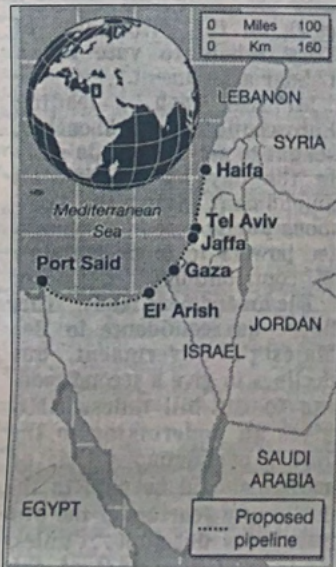 0 Miles 100
0 Km 160
LEBANON
SYRIA
Haifa
Mediterranean
Sea
Tel Aviv
Jaffa
Port Said
Gaza
El' Arish
JORDAN
ISRAEL
SAUDI
ARABIA
EGYPT
Proposed
pipeline